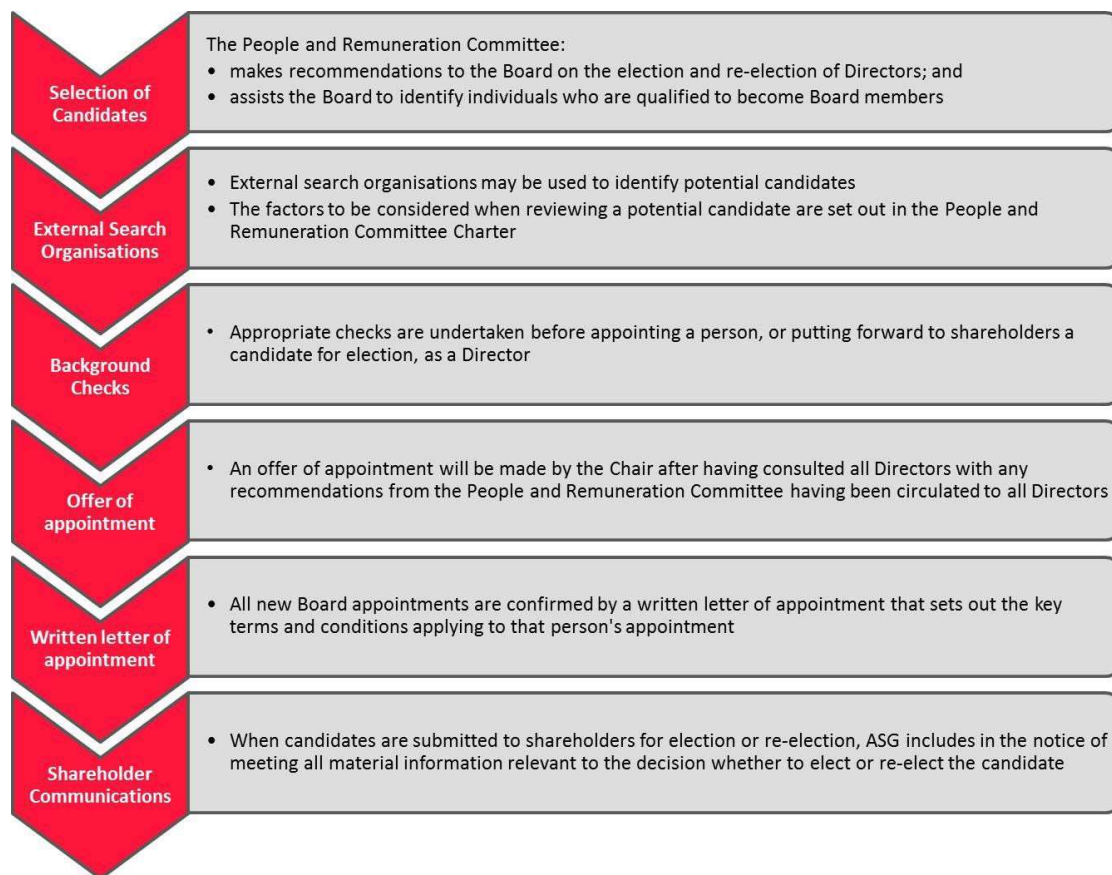 Selection of
Candidates
The People and Remuneration Committee:
• makes recommendations to the Board on the election and re-election of Directors; and
• assists the Board to identify individuals who are qualified to become Board members
External Search
Organisations
• External search organisations may be used to identify potential candidates
• The factors to be considered when reviewing a potential candidate are set out in the People and
Remuneration Committee Charter
Background
Checks
• Appropriate checks are undertaken before appointing a person, or putting forward to shareholders a
candidate for election, as a Director
Offer of
appointment
• An offer of appointment will be made by the Chair after having consulted all Directors with any
recommendations from the People and Remuneration Committee having been circulated to all Directors
Written letter of
appointment
• All new Board appointments are confirmed by a written letter of appointment that sets out the key
terms and conditions applying to that person's appointment
Shareholder
Communications
• When candidates are submitted to shareholders for election or re-election, ASG includes in the notice of
meeting all material information relevant to the decision whether to elect or re-elect the candidate